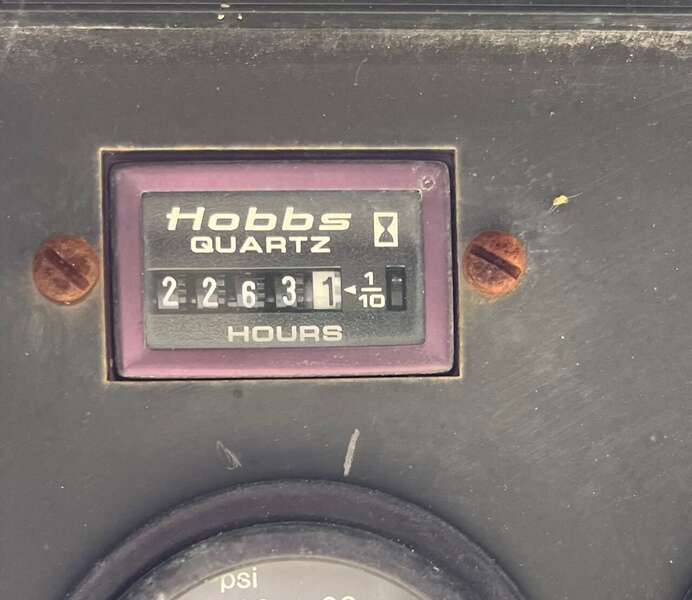 Hobbs
QUARTZ
2 2 6 3 1 ◄ 1/10
HOURS
psi